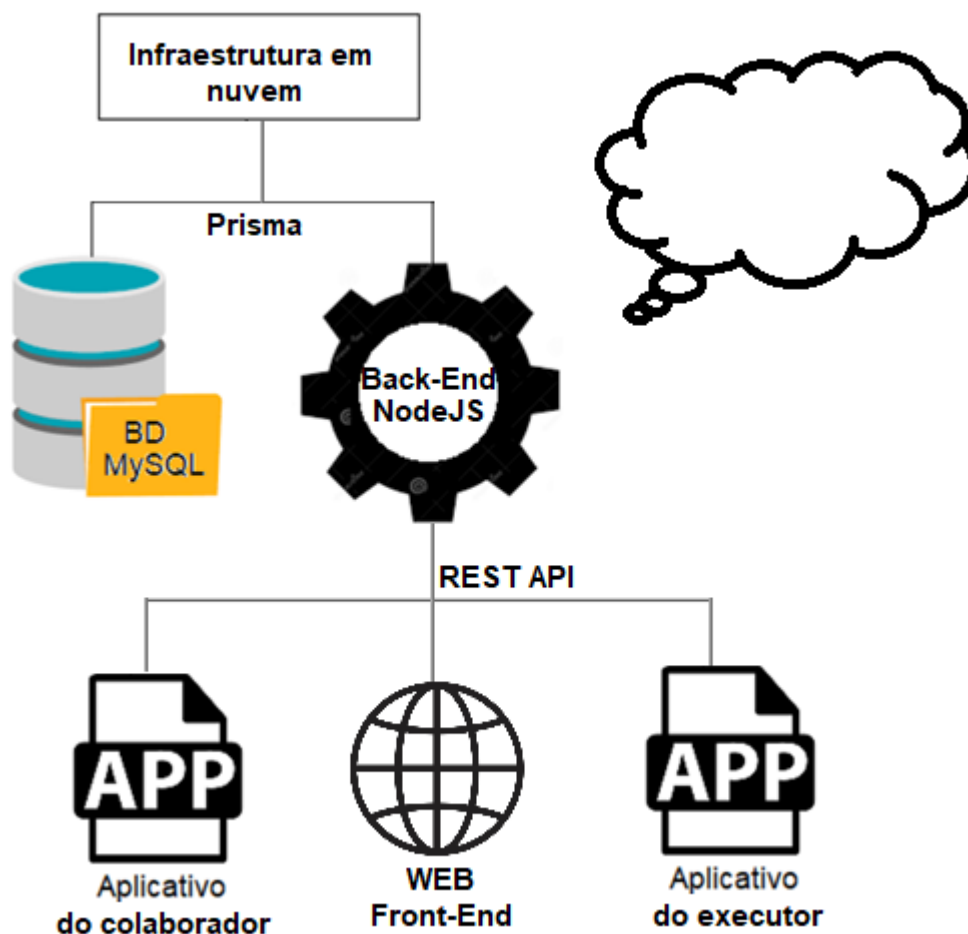 Infraestrutura em
nuvem
Prisma
Back-End
NodeJS
BD
MySQL
REST API
APP
Aplicativo
do colaborador
WEB
Front-End
APP
Aplicativo
do executor